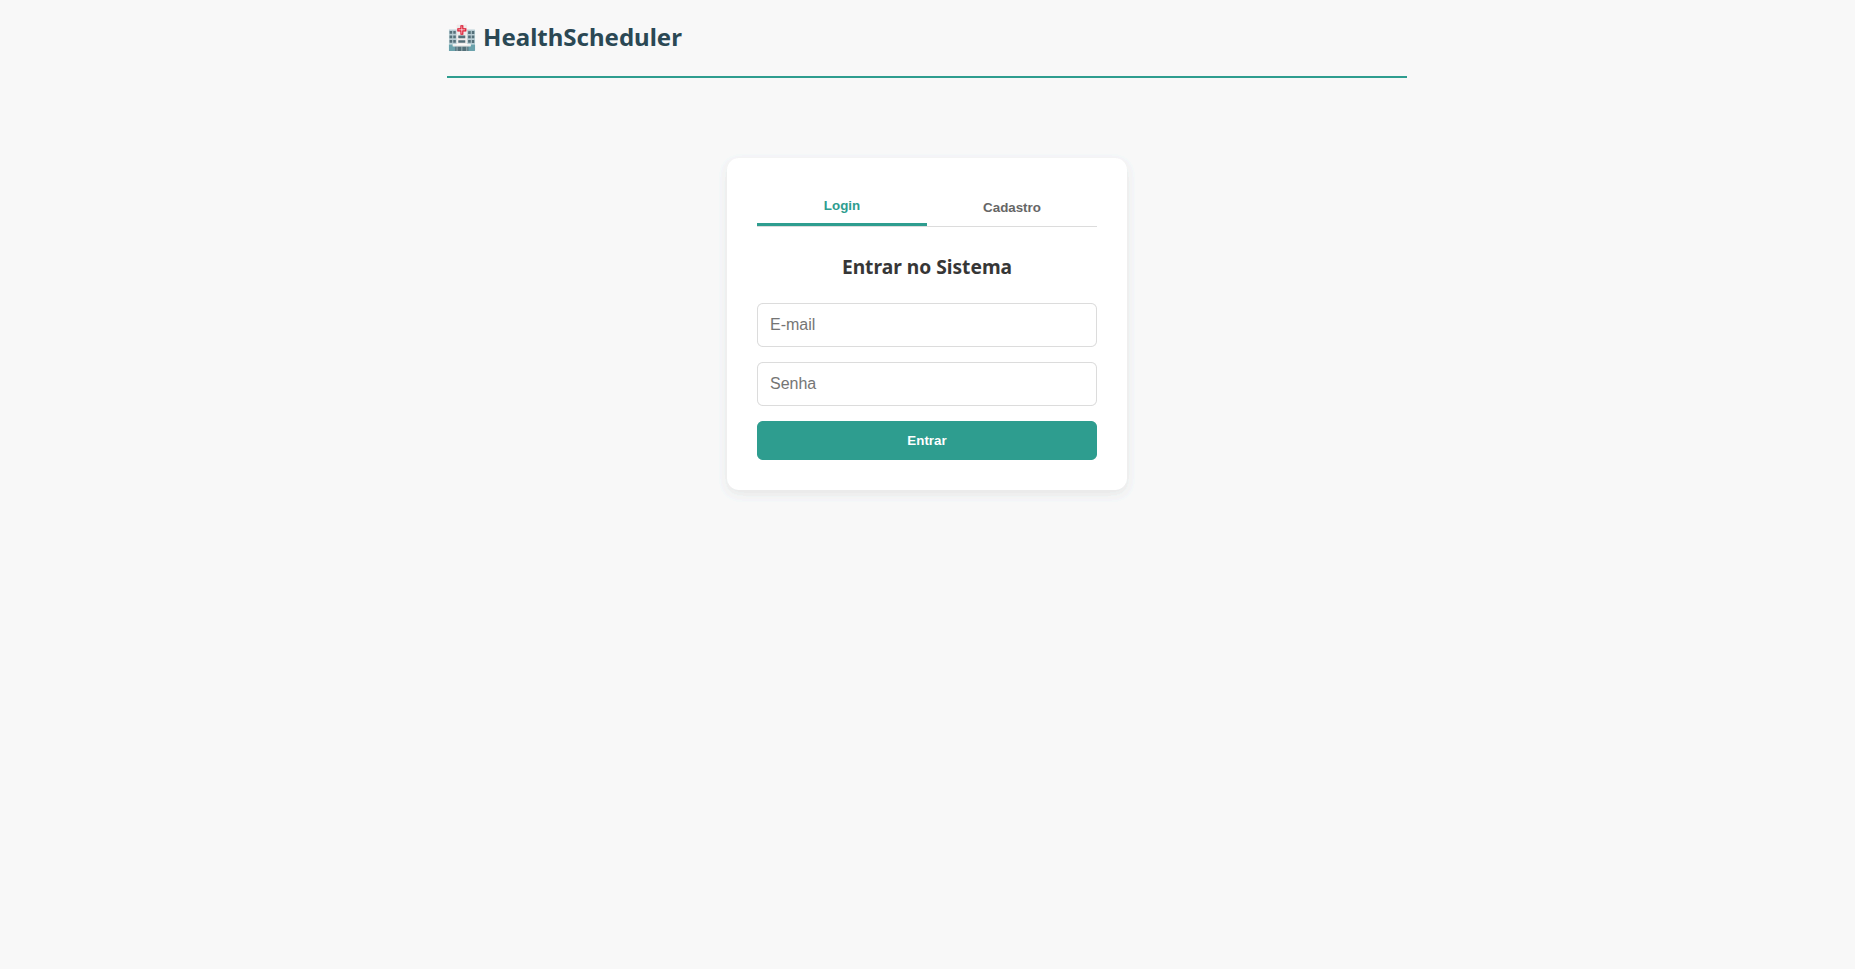 HealthScheduler
Login
Cadastro
Entrar no Sistema
E-mail
Senha
Entrar